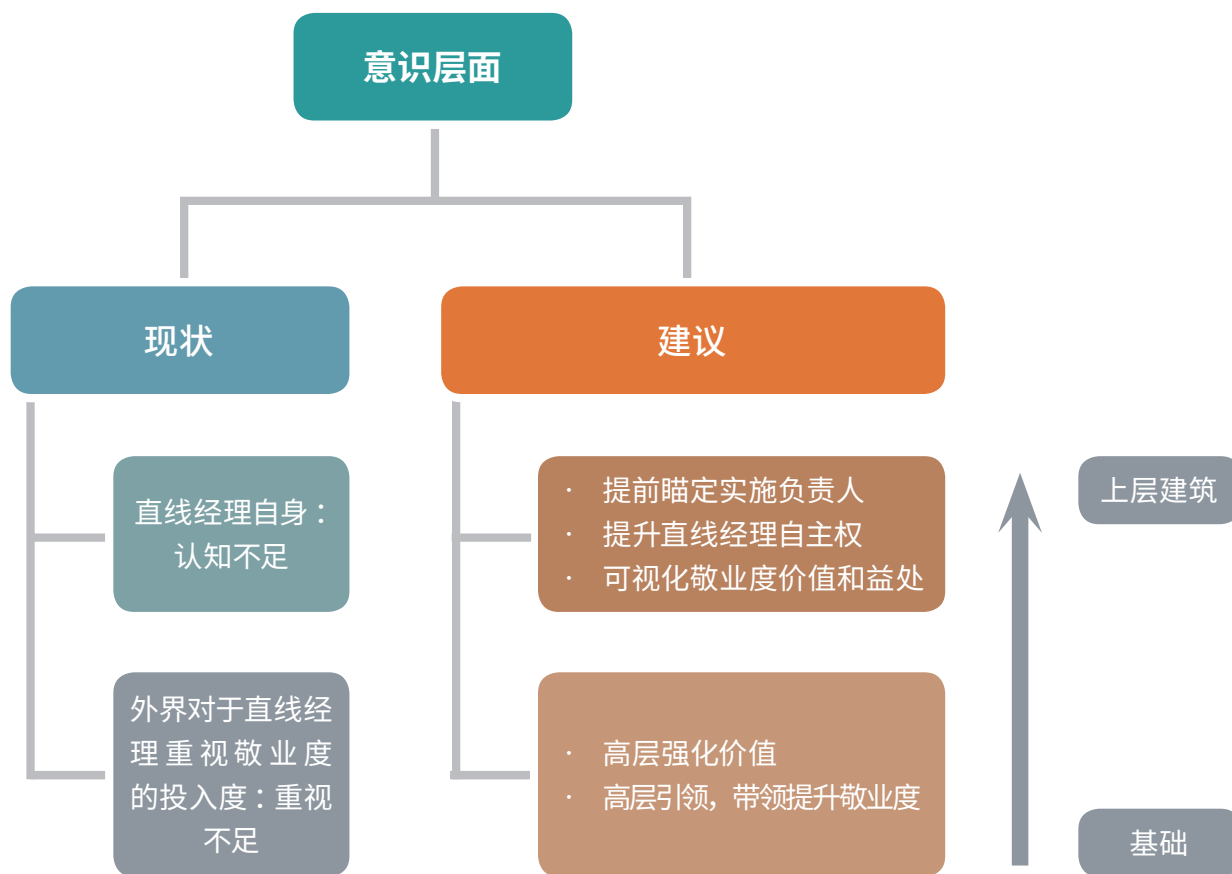 意识层面
现状
建议
直线经理自身：
认知不足
· 提前瞄定实施负责人
· 提升直线经理自主权
· 可视化敬业度价值和益处
上层建筑
外界对于直线经
理重视敬业度
的投入度：重视
不足
· 高层强化价值
· 高层引领，带领提升敬业度
基础